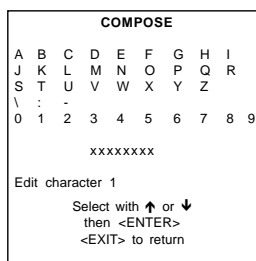 COMPOSE
A B C D E F G H I
J K L M N O P Q R
S T U V W X Y Z
\ : -
0 1 2 3 4 5 6 7 8 9
xxxxxxxx
Edit character 1
Select with ↑ or ↓
then <ENTER>
<EXIT> to return